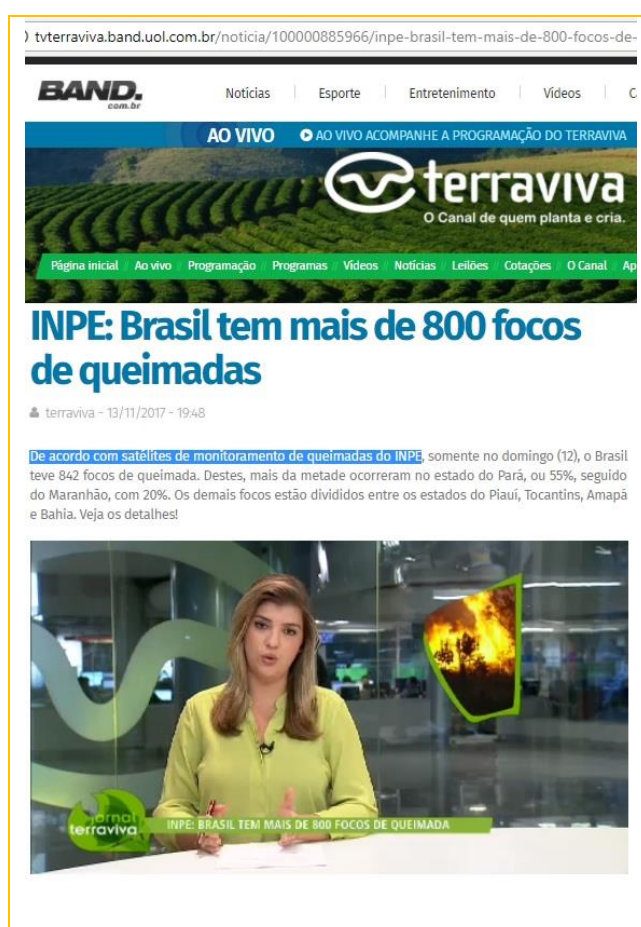 tvterraviva.band.uol.com.br/noticia/100000885966/inpe-brasil-tem-mais-de-800-focos-de-
BAND.
com.br
Notícias Esporte Entretenimento Vídeos C
AO VIVO AO VIVO ACOMPANHE A PROGRAMAÇÃO DO TERRAVIVA
terraviva
O Canal de quem planta e cria.
Página inicial // Ao vivo // Programação // Programas // Vídeos // Notícias // Leilões // Cotações // O Canal // Ap
INPE: Brasil tem mais de 800 focos
de queimadas
terraviva - 13/11/2017 - 19:48
De acordo com satélites de monitoramento de queimadas do INPE, somente no domingo (12), o Brasil
teve 842 focos de queimada. Destes, mais da metade ocorreram no estado do Pará, ou 55%, seguido
do Maranhão, com 20%. Os demais focos estão divididos entre os estados do Piauí, Tocantins, Amapá
e Bahia. Veja os detalhes!
jornal
terraviva
INPE: BRASIL TEM MAIS DE 800 FOCOS DE QUEIMADA